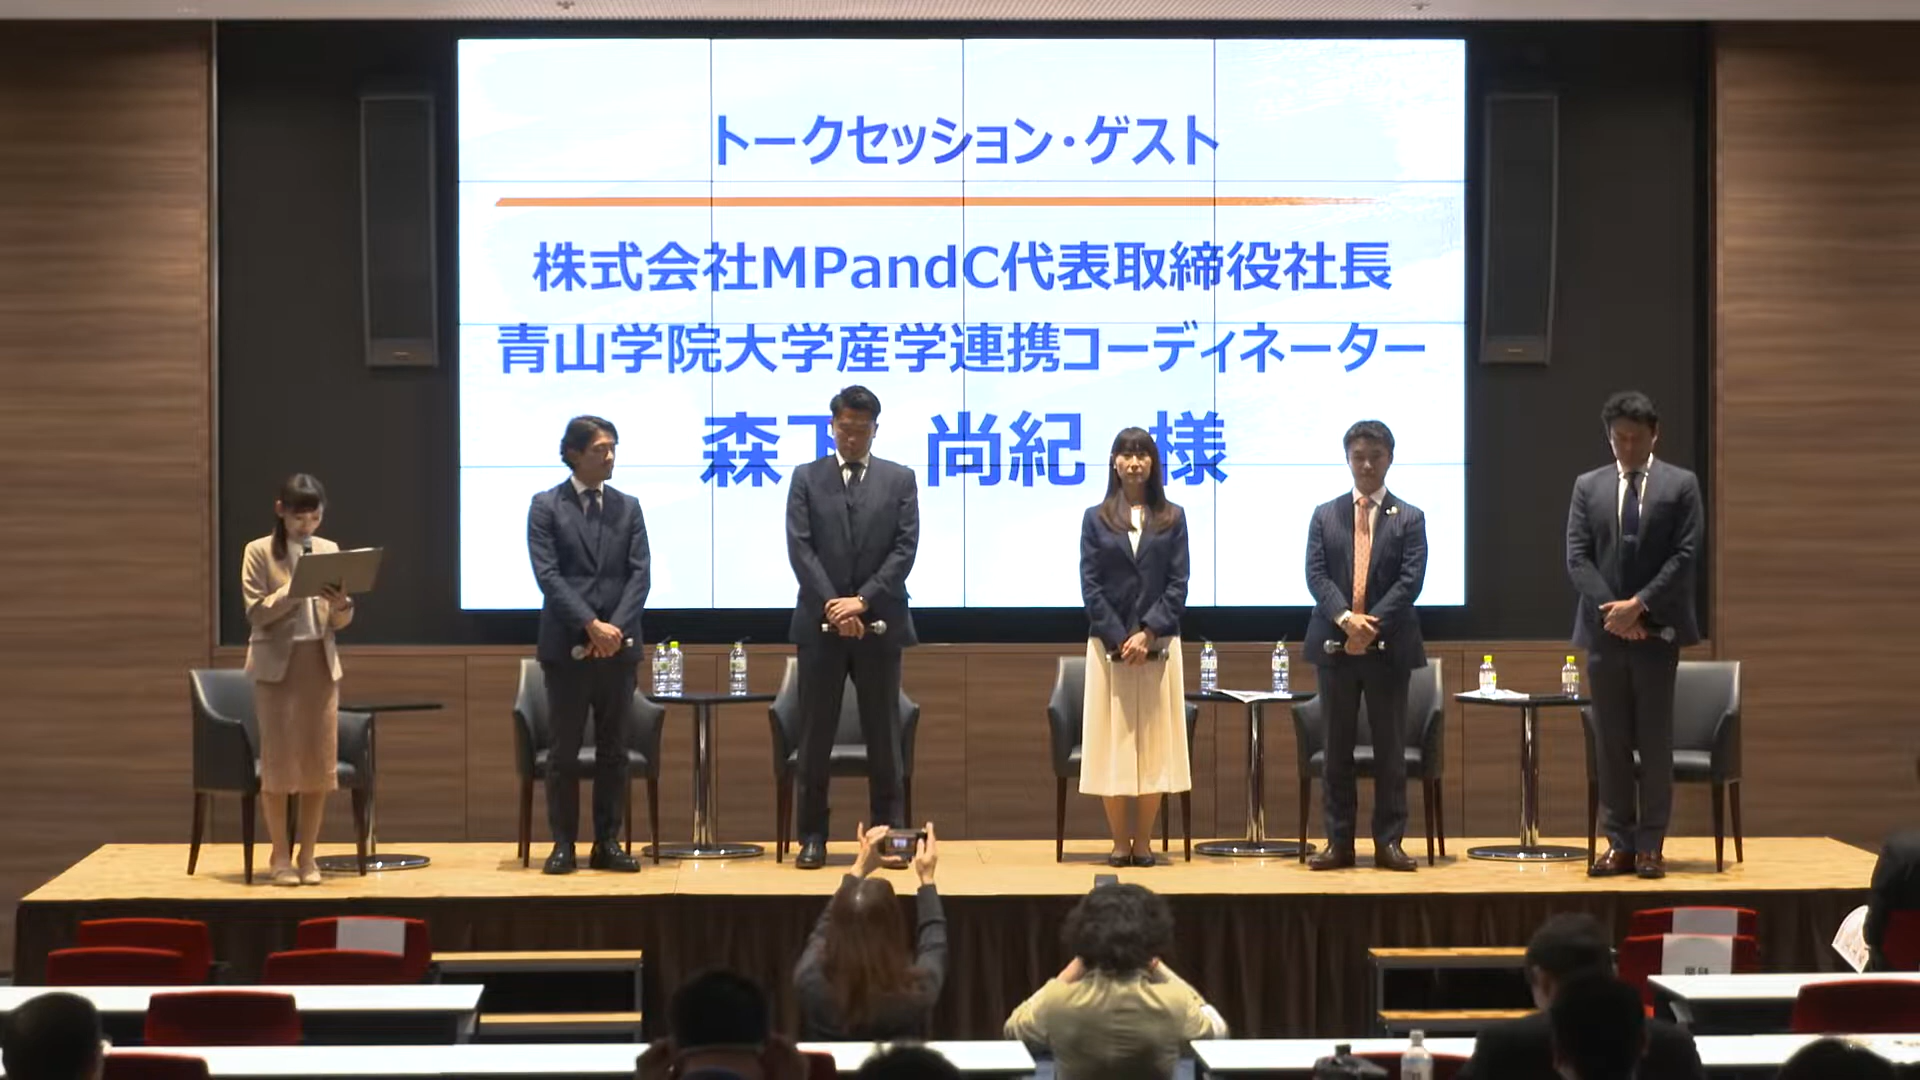 トークセッション・ゲスト
株式会社MPandC代表取締役社長
青山学院大学産学連携コーディネーター
森下 尚紀 様